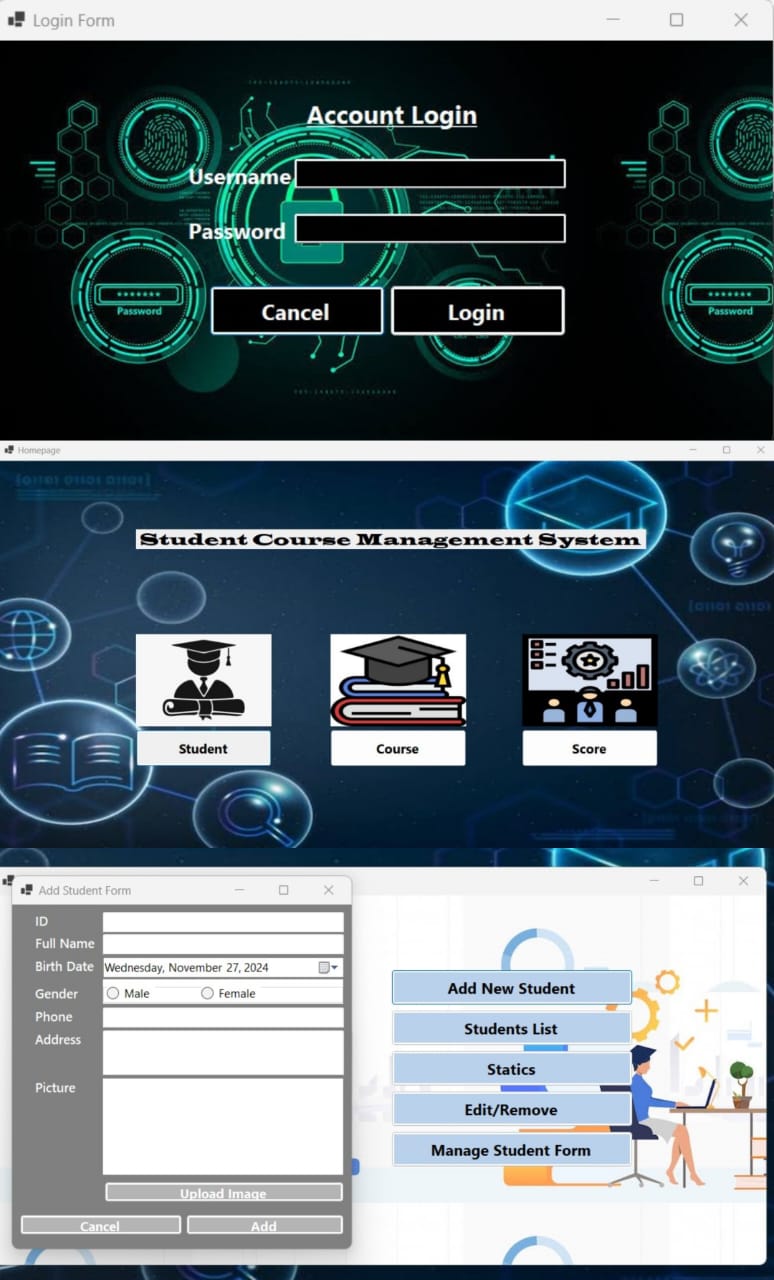 Login Form
Account Login
Username
Password
*******
Password
*******
Password
Cancel
Login
Homepage
Student Course Management System
Student
Course
Score
Add Student Form
ID
Full Name
Birth Date
Wednesday, November 27, 2024
Gender
Male
Female
Phone
Address
Picture
Upload Image
Cancel
Add
Add New Student
Students List
Statics
Edit/Remove
Manage Student Form